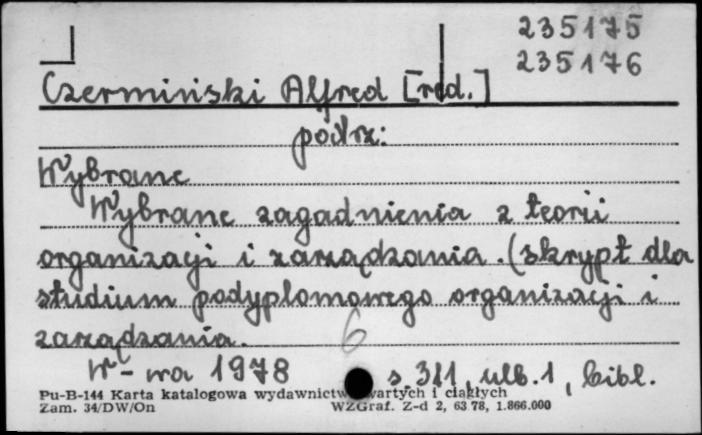 235175
235176
Czermiński Alfred [red.]
podrz:
Wybrane
Wybrane zagadnienia z teorii
organizacji i zarządzania. (skrypt dla
studium podyplomowego organizacji i
zarządzania.
6
W-wa 1978 s. 311, ulb. 1, bibl.
Pu-B-144 Karta katalogowa wydawnictw zwartych i ciągłych
Zam. 34/DW/On WZGraf. Z-d 2, 63 78, 1.866.000